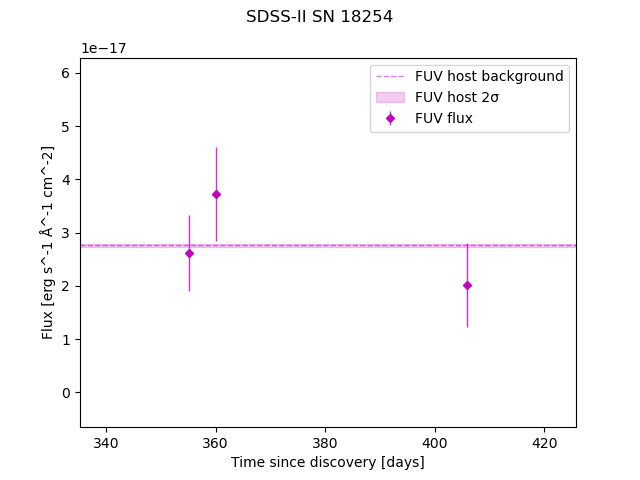 SDSS-II SN 18254
1e−17
FUV host background
FUV host 2σ
FUV flux
6
5
4
3
2
1
0
Flux [erg s^-1 Å^-1 cm^-2]
340 360 380 400 420
Time since discovery [days]